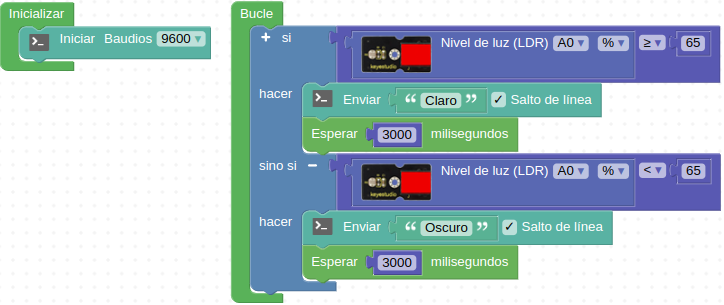 Inicializar
Iniciar Baudios 9600
Bucle
si Nivel de luz (LDR) A0 % ≥ 65
keyestudio
hacer Enviar “ Claro ” Salto de línea
Esperar 3000 milisegundos
sino si Nivel de luz (LDR) A0 % < 65
keyestudio
hacer Enviar “ Oscuro ” Salto de línea
Esperar 3000 milisegundos